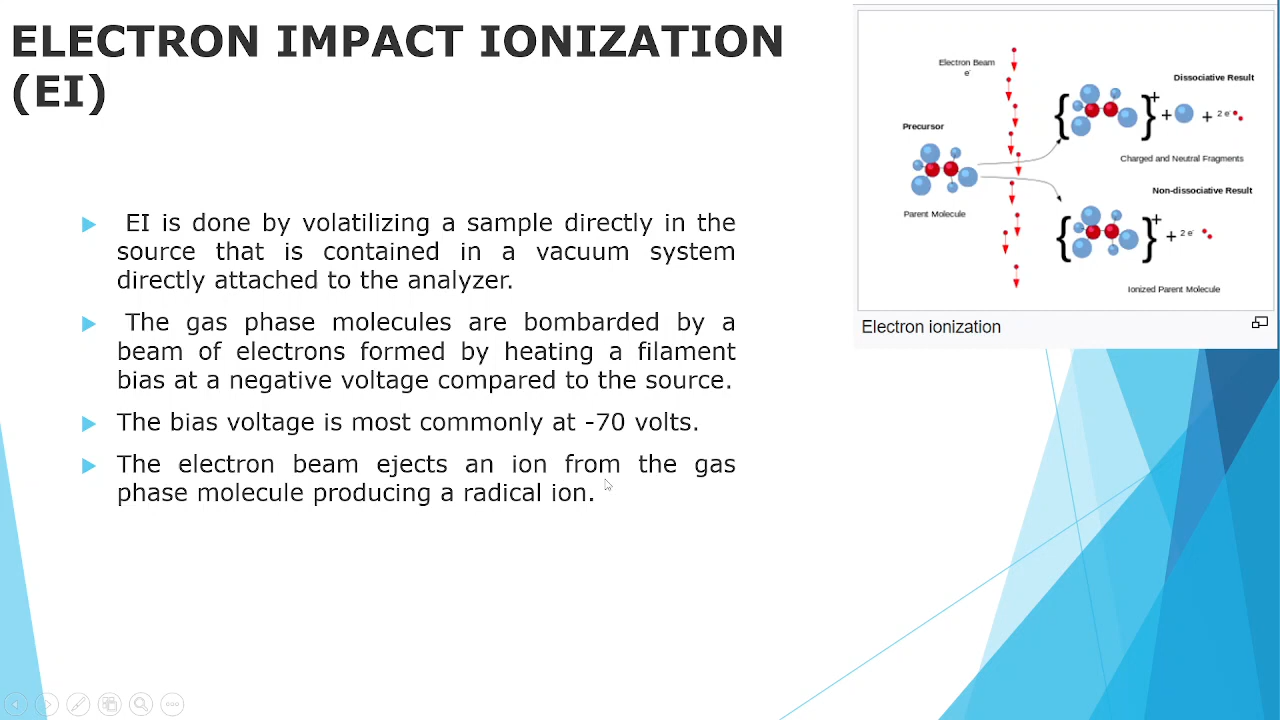 ELECTRON IMPACT IONIZATION
(EI)
EI is done by volatilizing a sample directly in the
source that is contained in a vacuum system
directly attached to the analyzer.
The gas phase molecules are bombarded by a
beam of electrons formed by heating a filament
bias at a negative voltage compared to the source.
The bias voltage is most commonly at -70 volts.
The electron beam ejects an ion from the gas
phase molecule producing a radical ion.
Electron Beam
e-
Dissociative Result
Precursor
{ }+ + + 2 e-
Charged and Neutral Fragments
Non-dissociative Result
Parent Molecule
{ }+ + 2 e-
Ionized Parent Molecule
Electron ionization